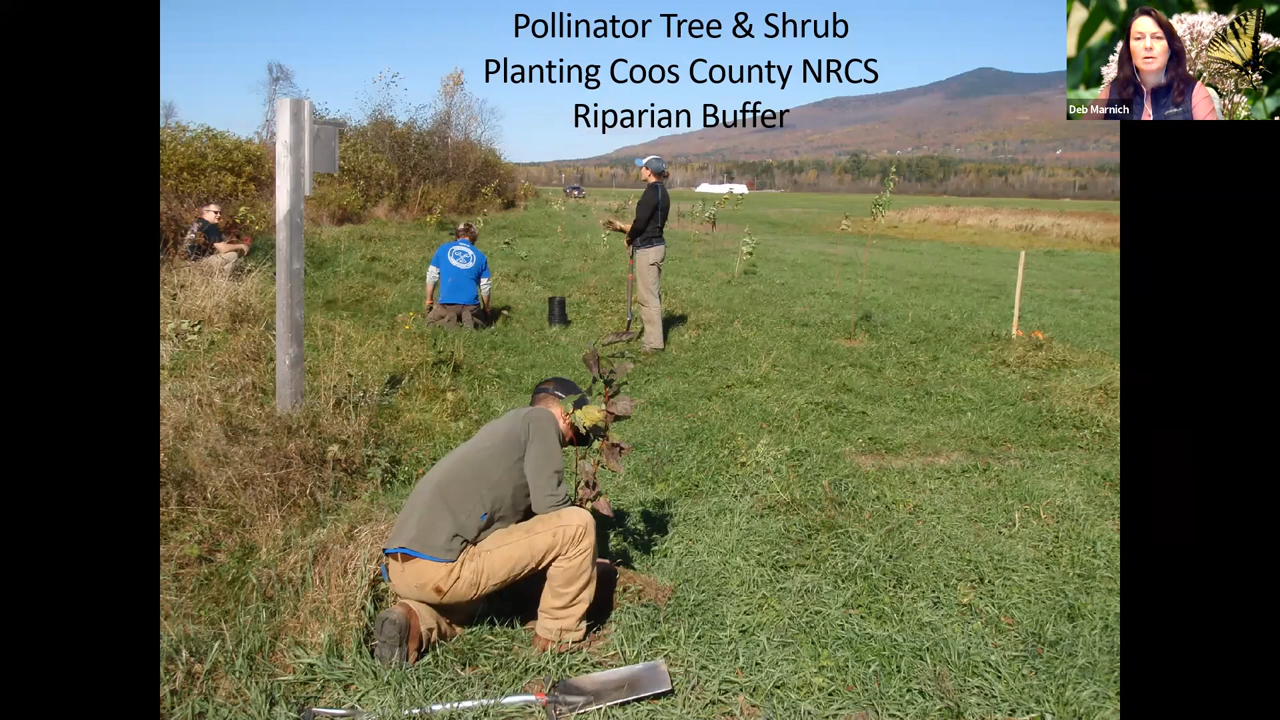 Pollinator Tree & Shrub
Planting Coos County NRCS
Riparian Buffer
Deb Marnich